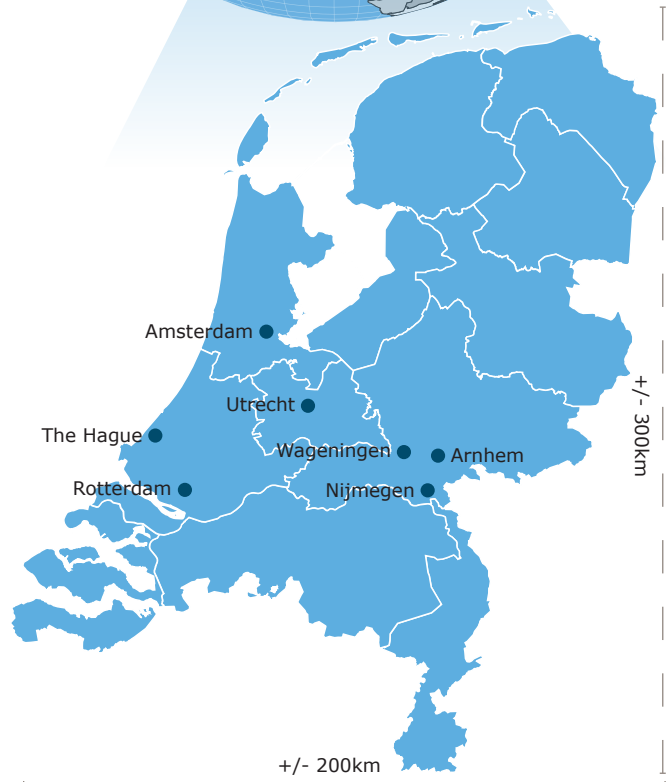 Amsterdam
Utrecht
The Hague
Wageningen
Arnhem
Rotterdam
Nijmegen
+/- 300km
+/- 200km